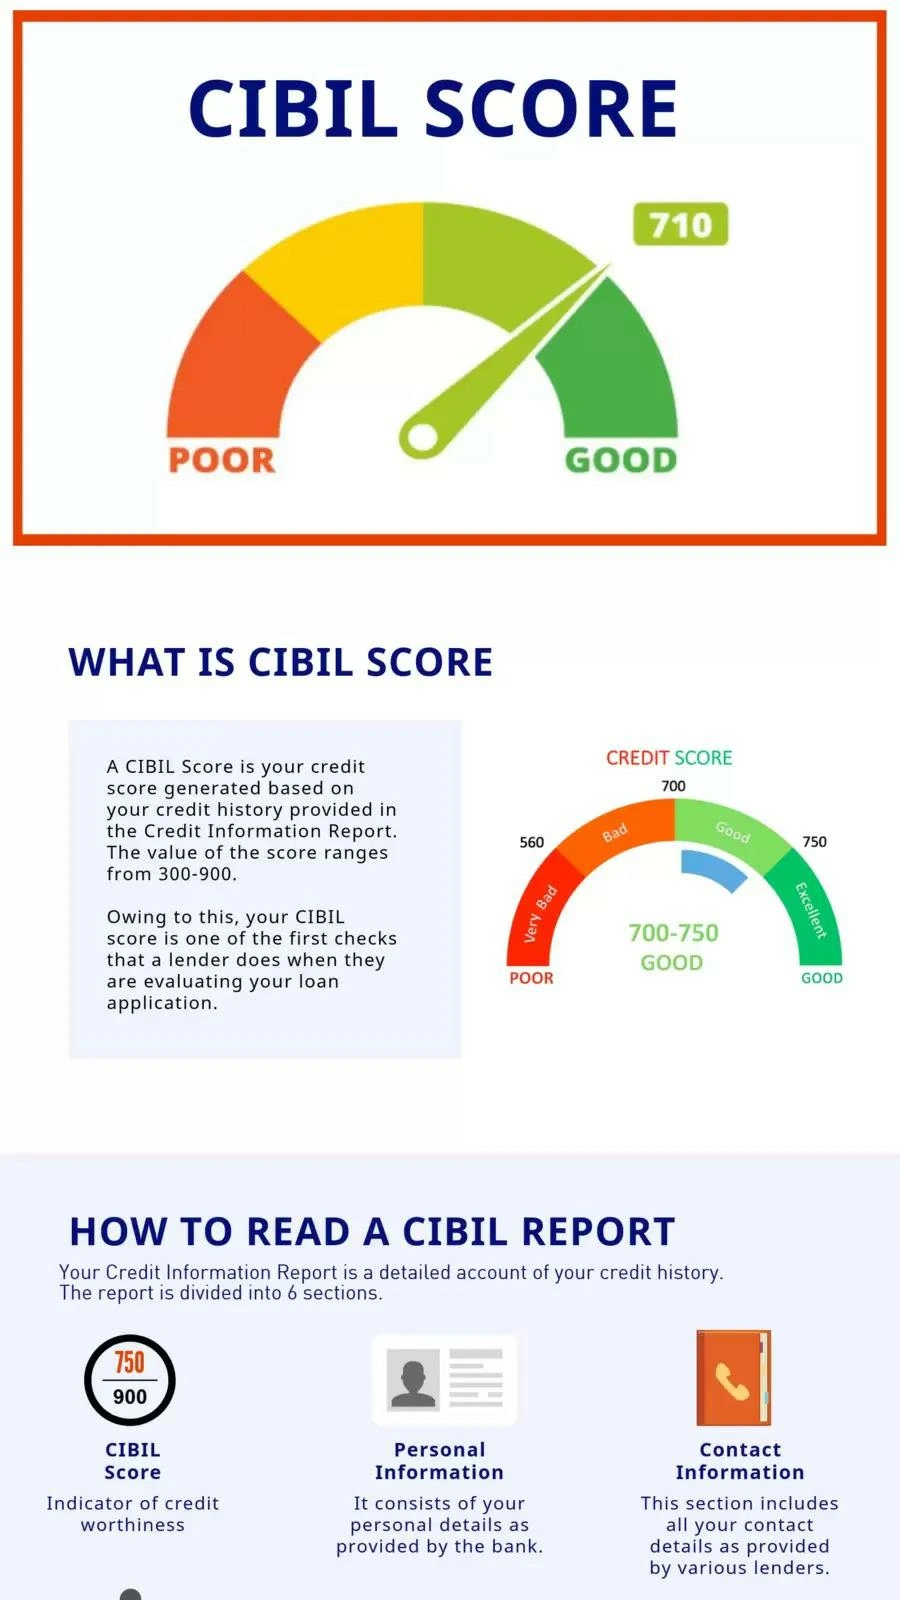 CIBIL SCORE
710
POOR
GOOD
WHAT IS CIBIL SCORE
A CIBIL Score is your credit
score generated based on
your credit history provided in
the Credit Information Report.
The value of the score ranges
from 300-900.
Owing to this, your CIBIL
score is one of the first checks
that a lender does when they
are evaluating your loan
application.
CREDIT SCORE
700
560
Bad
Good
750
Very Bad
Excellent
700-750
GOOD
POOR
GOOD
HOW TO READ A CIBIL REPORT
Your Credit Information Report is a detailed account of your credit history.
The report is divided into 6 sections.
750
900
CIBIL
Score
Indicator of credit
worthiness
Personal
Information
It consists of your
personal details as
provided by the bank.
Contact
Information
This section includes
all your contact
details as provided
by various lenders.